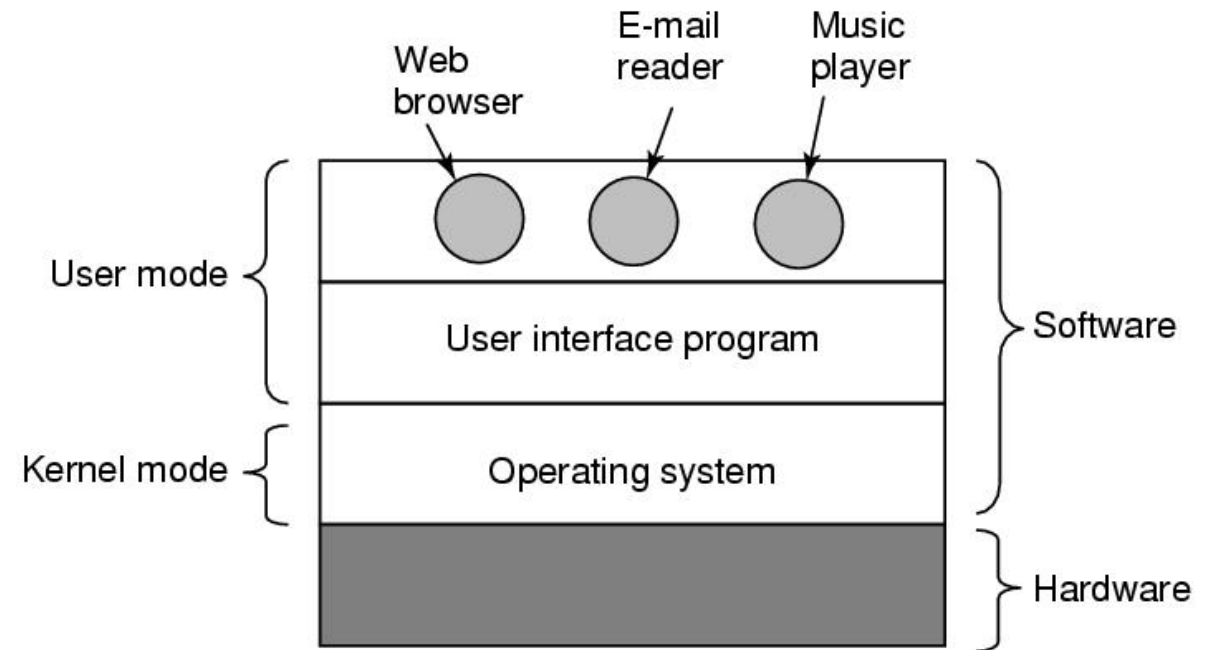 E-mail
reader
Music
player
Web
browser
User mode
User interface program
Software
Kernel mode
Operating system
Hardware